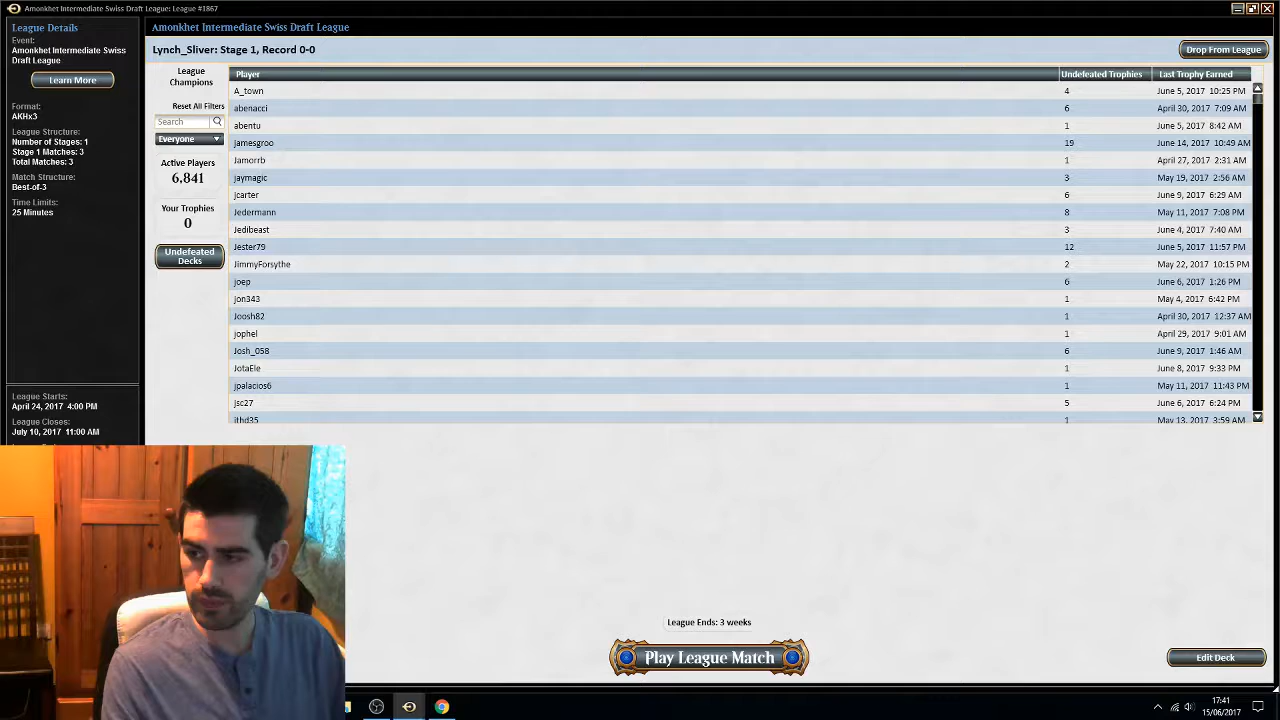 Amonkhet Intermediate Swiss Draft League: League #1867
League Details
Event:
Amonkhet Intermediate Swiss
Draft League
Learn More
Format:
AKHx3
League Structure:
Number of Stages: 1
Stage 1 Matches: 3
Total Matches: 3
Match Structure:
Best-of-3
Time Limits:
25 Minutes
League Starts:
April 24, 2017 4:00 PM
League Closes:
July 10, 2017 11:00 AM
Amonkhet Intermediate Swiss Draft League
Lynch_Sliver: Stage 1, Record 0-0
Drop From League
League
Champions
Reset All Filters
Search
Everyone
Active Players
6,841
Your Trophies
0
Undefeated
Decks
Player Undefeated Trophies Last Trophy Earned
A_town 4 June 5, 2017 10:25 PM
abenacci 6 April 30, 2017 7:09 AM
abentu 1 June 5, 2017 8:42 AM
jamesgroo 19 June 14, 2017 10:49 AM
Jamorrb 1 April 27, 2017 2:31 AM
jaymagic 3 May 19, 2017 2:56 AM
jcarter 6 June 9, 2017 6:29 AM
Jedermann 8 May 11, 2017 7:08 PM
Jedibeast 3 June 4, 2017 7:40 AM
Jester79 12 June 5, 2017 11:57 PM
JimmyForsythe 2 May 22, 2017 10:15 PM
joep 6 June 6, 2017 1:26 PM
jon343 1 May 4, 2017 6:42 PM
Joosh82 1 April 30, 2017 12:37 AM
jophel 1 April 29, 2017 9:01 AM
Josh_058 6 June 9, 2017 1:46 AM
JotaEle 1 June 8, 2017 9:33 PM
jpalacios6 1 May 11, 2017 11:43 PM
jsc27 5 June 6, 2017 6:24 PM
jthd35 1 May 13, 2017 3:59 AM
League Ends: 3 weeks
Play League Match
Edit Deck
17:41
15/06/2017